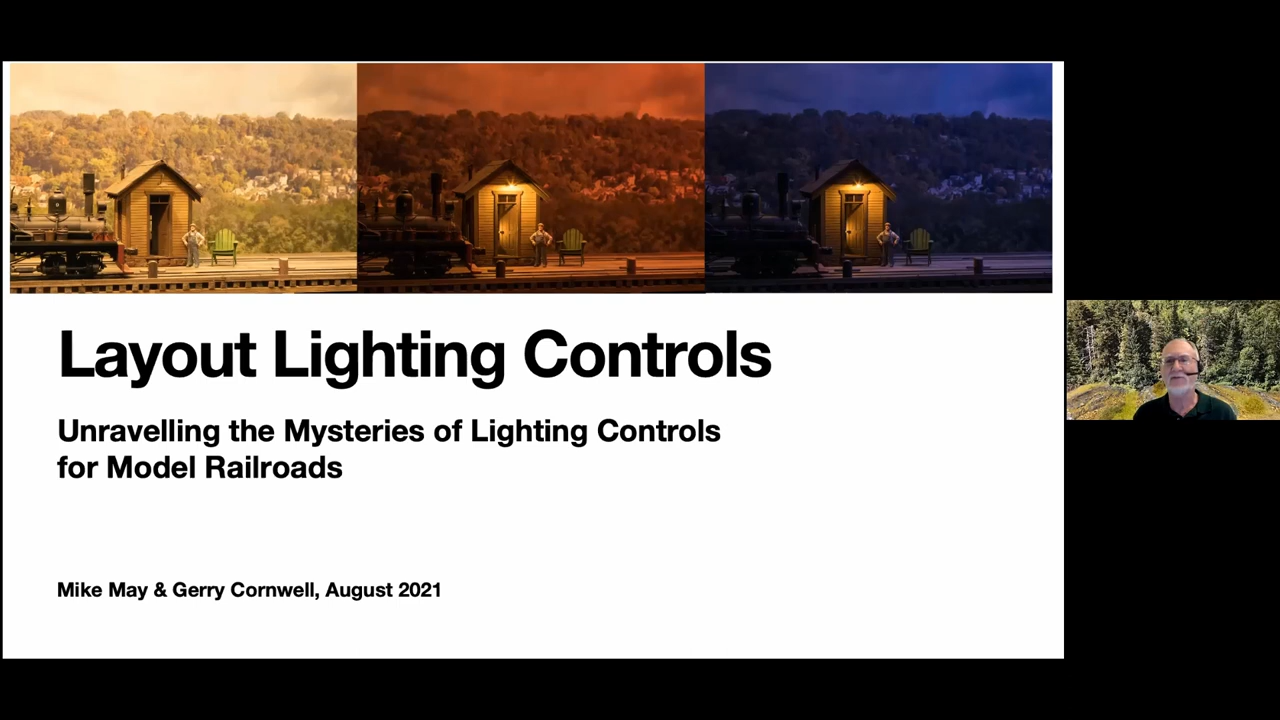 Layout Lighting Controls
Unravelling the Mysteries of Lighting Controls
for Model Railroads
Mike May & Gerry Cornwell, August 2021